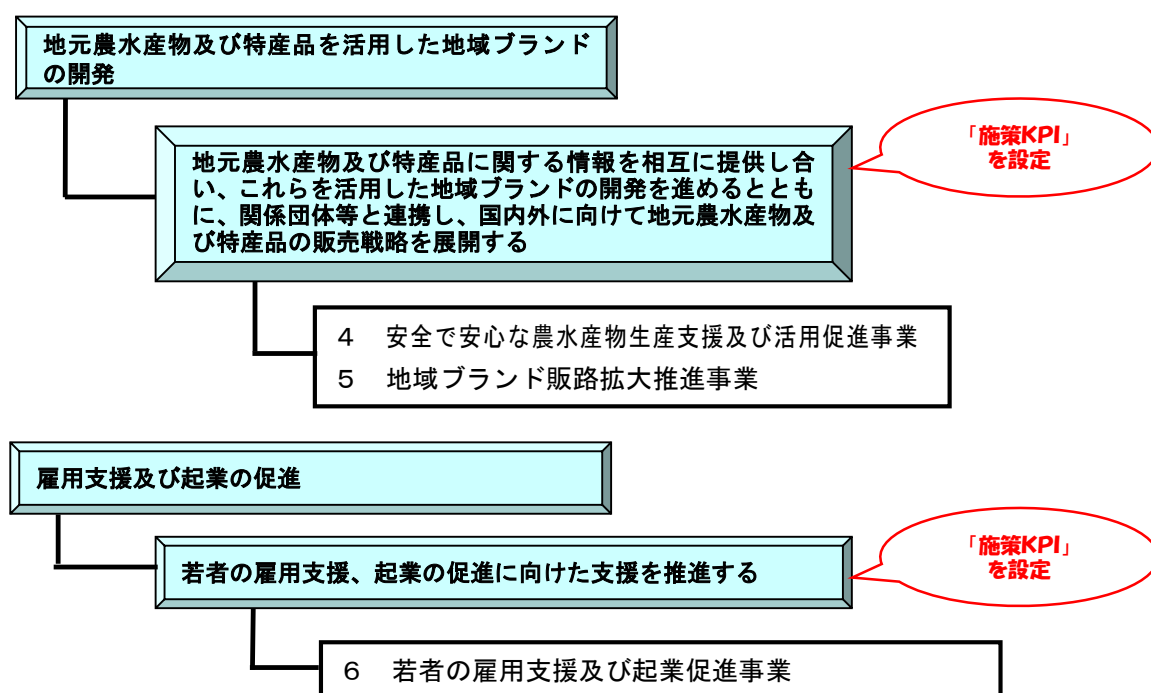 地元農水産物及び特産品を活用した地域ブランド
の開発
「施策KPI」
を設定
地元農水産物及び特産品に関する情報を相互に提供し合
い、これらを活用した地域ブランドの開発を進めるととも
に、関係団体等と連携し、国内外に向けて地元農水産物及
び特産品の販売戦略を展開する
４　安全で安心な農水産物生産支援及び活用促進事業
５　地域ブランド販路拡大推進事業
雇用支援及び起業の促進
「施策KPI」
を設定
若者の雇用支援、起業の促進に向けた支援を推進する
６　若者の雇用支援及び起業促進事業